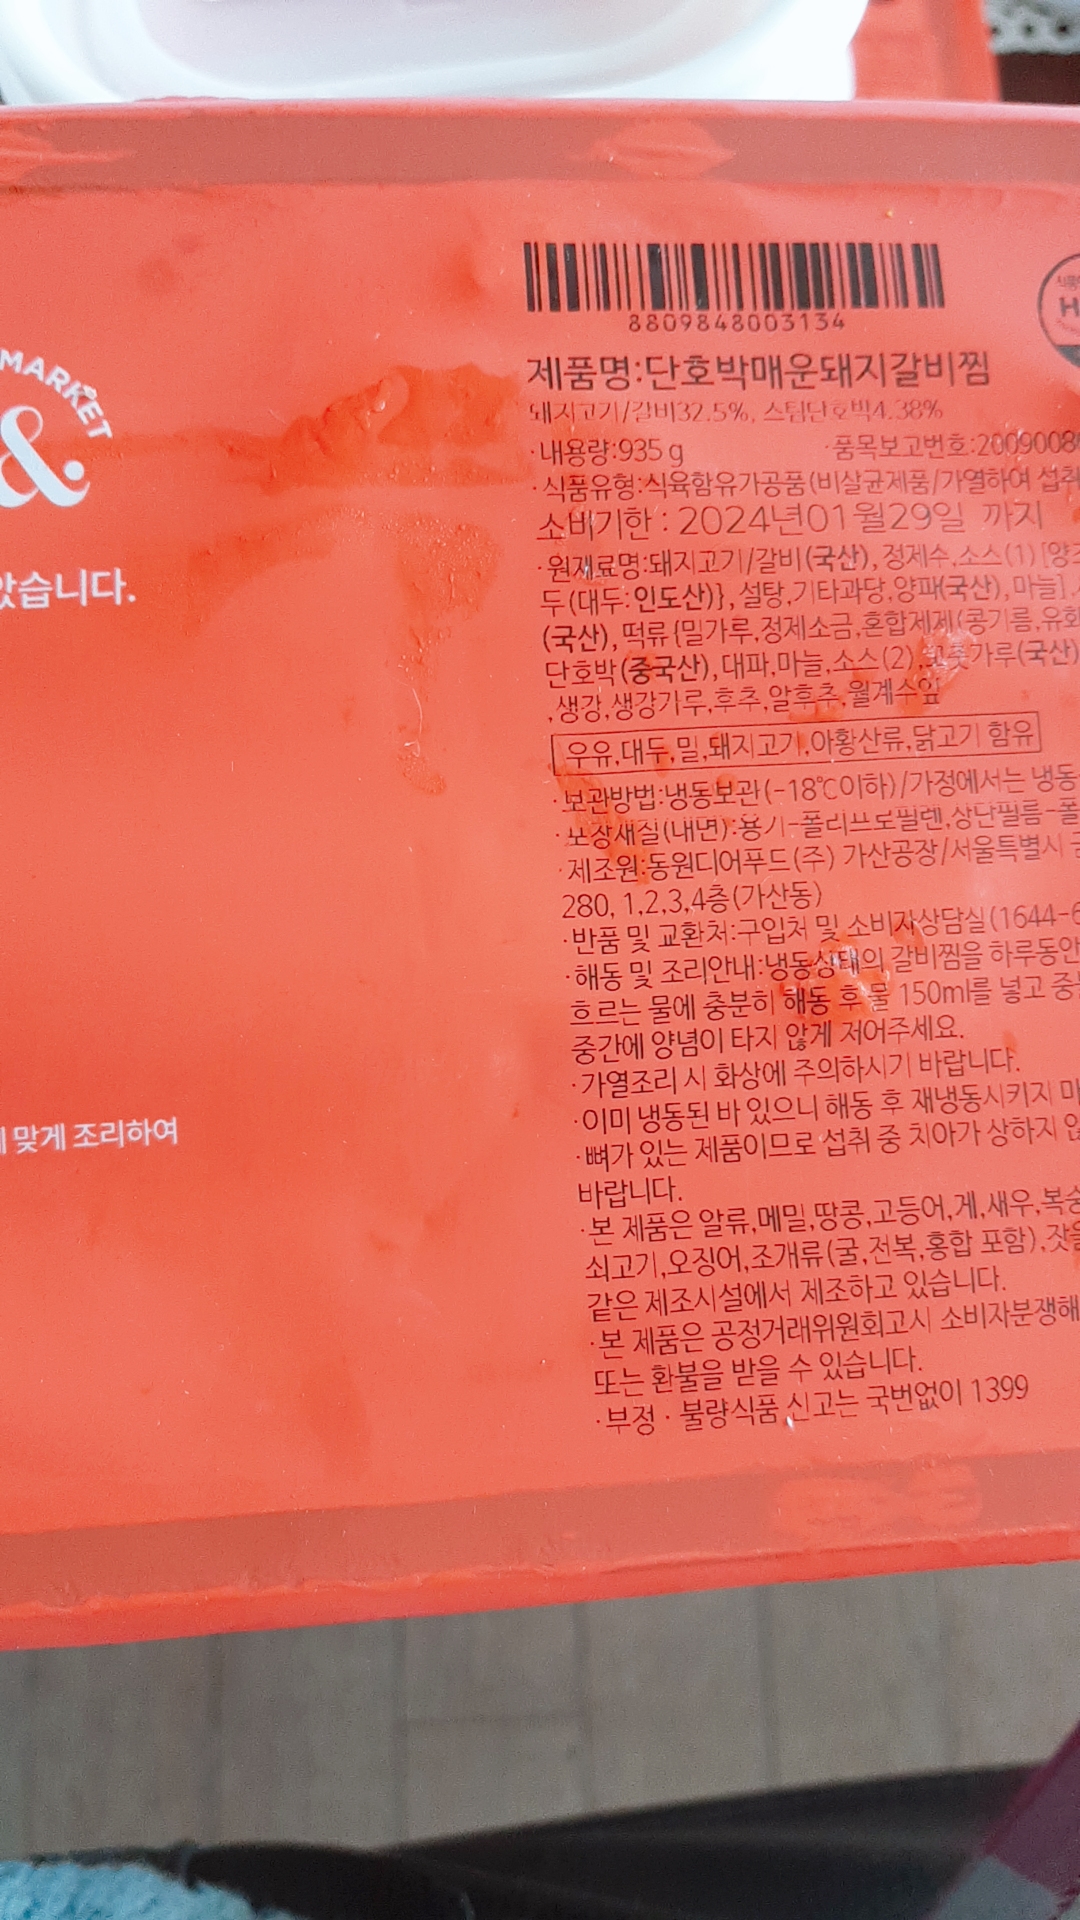 MARKET
&
았습니다.
맞게 조리하여
8809848003134
제품명:단호박매운돼지갈비찜
돼지고기/갈비32.5%, 스팀단호박4.38%
·내용량:935 g ·품목보고번호:2009008
·식품유형:식육함유가공품(비살균제품/가열하여 섭취
소비기한 : 2024년01월29일 까지
·원재료명:돼지고기/갈비(국산),정제수,소스(1)[양조
두(대두:인도산)},설탕,기타과당,양파(국산),마늘],
(국산), 떡류{밀가루,정제소금,혼합제제(콩기름,유화
단호박(중국산),대파,마늘,소스(2),고춧가루(국산)
,생강,생강가루,후추,알후추,월계수잎
우유,대두,밀,돼지고기,아황산류,닭고기 함유
·보관방법:냉동보관(-18℃이하)/가정에서는 냉동
·포장재질(내면):용기-폴리프로필렌,상단필름-폴
·제조원:동원디어푸드(주) 가산공장/서울특별시
280, 1,2,3,4층(가산동)
·반품 및 교환처:구입처 및 소비자상담실(1644-6
·해동 및 조리안내:냉동상태의 갈비찜을 하루동안
흐르는 물에 충분히 해동 후 물 150ml를 넣고 중
중간에 양념이 타지 않게 저어주세요.
·가열조리 시 화상에 주의하시기 바랍니다.
·이미 냉동된 바 있으니 해동 후 재냉동시키지 마
·뼈가 있는 제품이므로 섭취 중 치아가 상하지 않
바랍니다.
·본 제품은 알류,메밀,땅콩,고등어,게,새우,복숭
쇠고기,오징어,조개류(굴,전복,홍합 포함),잣을
같은 제조시설에서 제조하고 있습니다.
·본 제품은 공정거래위원회고시 소비자분쟁해
또는 환불을 받을 수 있습니다.
·부정·불량식품 신고는 국번없이 1399